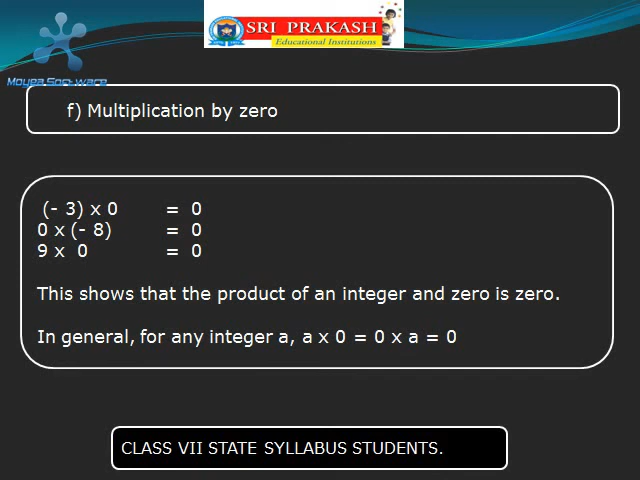 SRI PRAKASH
Educational Institutions
Moyea Software
f) Multiplication by zero
(- 3) x 0 = 0
0 x (- 8) = 0
9 x 0 = 0
This shows that the product of an integer and zero is zero.
In general, for any integer a, a x 0 = 0 x a = 0
CLASS VII STATE SYLLABUS STUDENTS.